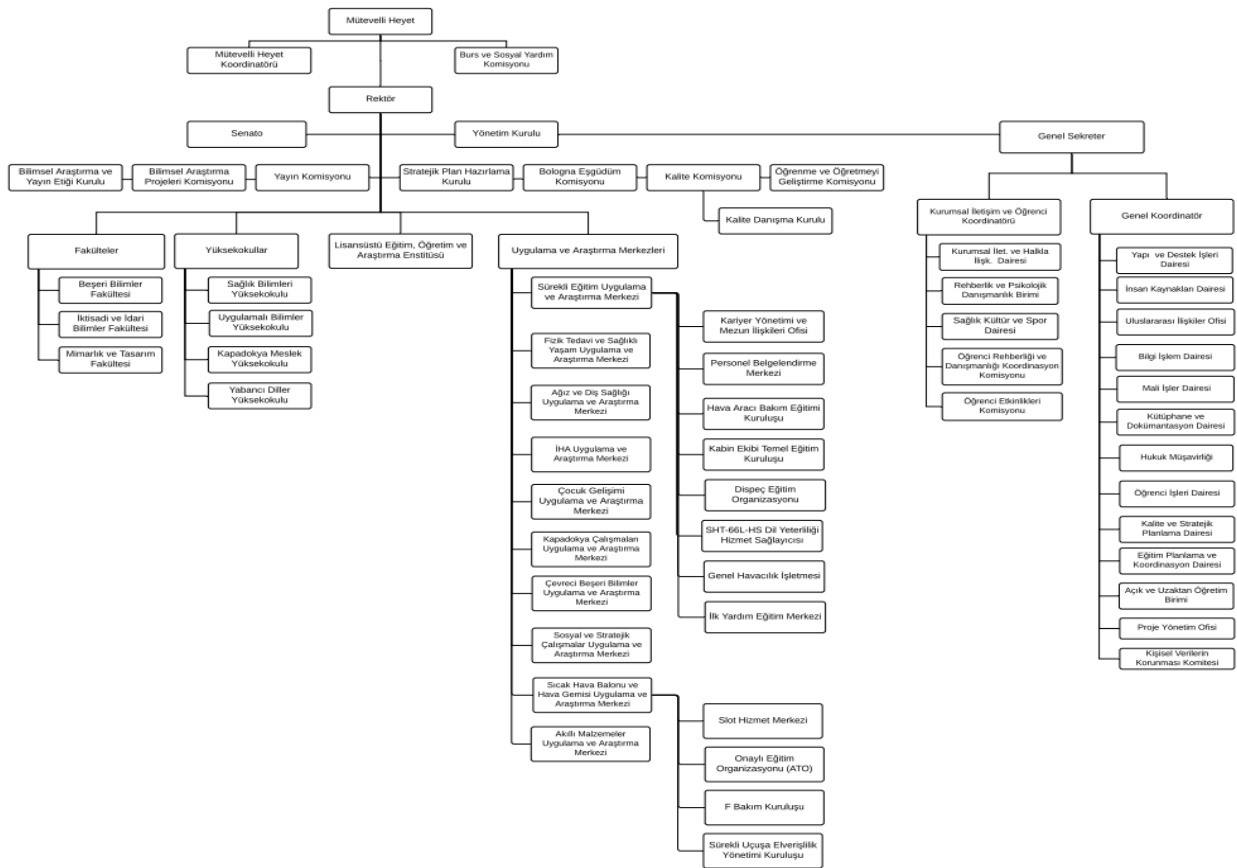 Mütevelli Heyet
Mütevelli Heyet
Koordinatörü
Burs ve Sosyal Yardım
Komisyonu
Rektör
Senato
Yönetim Kurulu
Genel Sekreter
Bilimsel Araştırma ve
Yayın Etiği Kurulu
Bilimsel Araştırma
Projeleri Komisyonu
Yayın Komisyonu
Stratejik Plan Hazırlama
Kurulu
Bologna Eşgüdüm
Komisyonu
Kalite Komisyonu
Öğrenme ve Öğretmeyi
Geliştirme Komisyonu
Kalite Danışma Kurulu
Fakülteler
Beşeri Bilimler
Fakültesi
İktisadi ve İdari
Bilimler Fakültesi
Mimarlık ve Tasarım
Fakültesi
Yüksekokullar
Sağlık Bilimleri
Yüksekokulu
Uygulamalı Bilimler
Yüksekokulu
Kapadokya Meslek
Yüksekokulu
Yabancı Diller
Yüksekokulu
Lisansüstü Eğitim, Öğretim ve
Araştırma Enstitüsü
Uygulama ve Araştırma Merkezleri
Sürekli Eğitim Uygulama
ve Araştırma Merkezi
Fizik Tedavi ve Sağlıklı
Yaşam Uygulama ve
Araştırma Merkezi
Ağız ve Diş Sağlığı
Uygulama ve Araştırma
Merkezi
İHA Uygulama ve
Araştırma Merkezi
Çocuk Gelişimi
Uygulama ve Araştırma
Merkezi
Kapadokya Çalışmaları
Uygulama ve Araştırma
Merkezi
Çevreci Beşeri Bilimler
Uygulama ve Araştırma
Merkezi
Sosyal ve Stratejik
Çalışmalar Uygulama ve
Araştırma Merkezi
Sıcak Hava Balonu ve
Hava Gemisi Uygulama ve
Araştırma Merkezi
Akıllı Malzemeler
Uygulama ve Araştırma
Merkezi
Kariyer Yönetimi ve
Mezun İlişkileri Ofisi
Personel Belgelendirme
Merkezi
Hava Aracı Bakım Eğitimi
Kuruluşu
Kabin Ekibi Temel Eğitim
Kuruluşu
Dispeç Eğitim
Organizasyonu
SHT-66L-HS Dil Yeterliliği
Hizmet Sağlayıcısı
Genel Havacılık İşletmesi
İlk Yardım Eğitim Merkezi
Slot Hizmet Merkezi
Onaylı Eğitim
Organizasyonu (ATO)
F Bakım Kuruluşu
Sürekli Uçuşa Elverişlilik
Yönetimi Kuruluşu
Kurumsal İletişim ve Öğrenci
Koordinatörü
Kurumsal İlet. ve Halkla
İlişk. Dairesi
Rehberlik ve Psikolojik
Danışmanlık Birimi
Sağlık Kültür ve Spor
Dairesi
Öğrenci Rehberliği ve
Danışmanlığı Koordinasyon
Komisyonu
Öğrenci Etkinlikleri
Komisyonu
Genel Koordinatör
Yapı ve Destek İşleri
Dairesi
İnsan Kaynakları Dairesi
Uluslararası İlişkiler Ofisi
Bilgi İşlem Dairesi
Mali İşler Dairesi
Kütüphane ve
Dokümantasyon Dairesi
Hukuk Müşavirliği
Öğrenci İşleri Dairesi
Kalite ve Stratejik
Planlama Dairesi
Eğitim Planlama ve
Koordinasyon Dairesi
Açık ve Uzaktan Öğretim
Birimi
Proje Yönetim Ofisi
Kişisel Verilerin
Korunması Komitesi